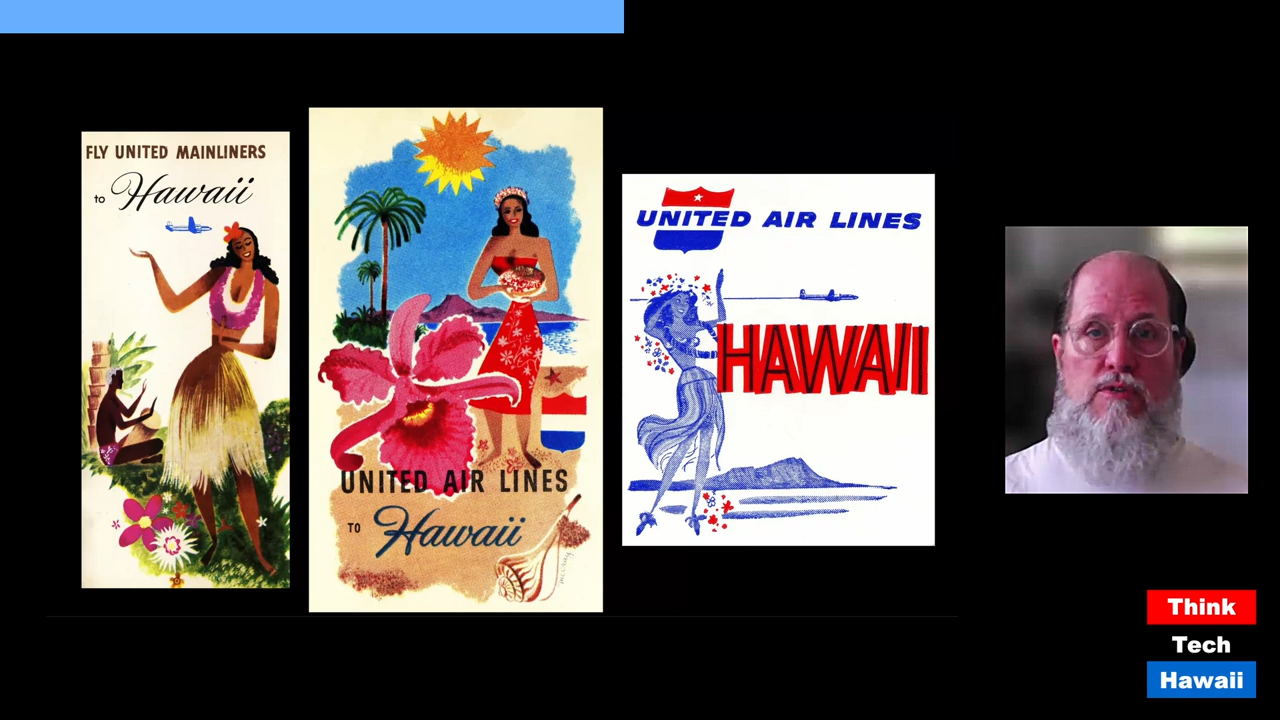 FLY UNITED MAINLINERS
to Hawaii
UNITED AIR LINES
TO Hawaii
UNITED AIR LINES
HAWAII
Think
Tech
Hawaii